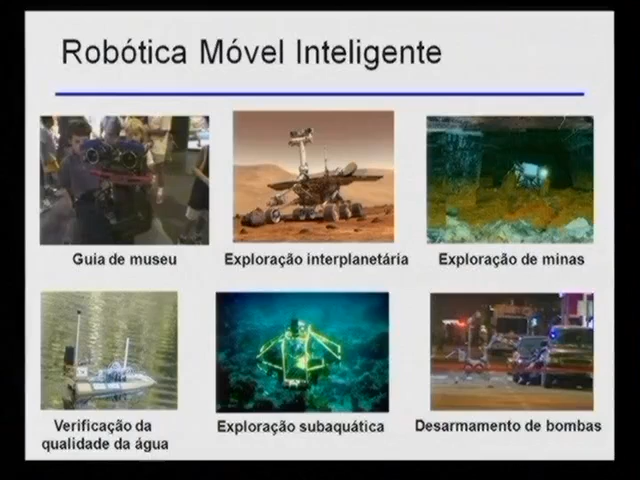 Robótica Móvel Inteligente
Guia de museu
Exploração interplanetária
Exploração de minas
Verificação da
qualidade da água
Exploração subaquática
Desarmamento de bombas